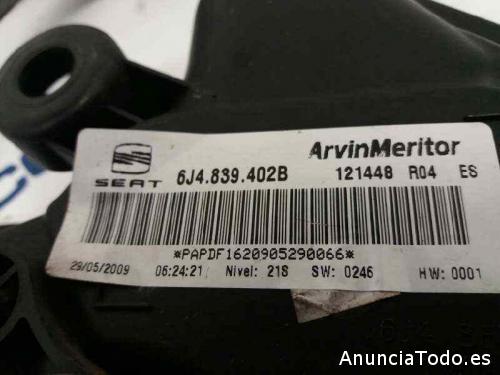 ArvinMeritor
SEAT 6J4.839.402B 121448 R04 ES
*PAPDF1620905290066*
29/05/2009 06:24:21 Nivel: 21S SW: 0246 HW: 0001
AnunciaTodo.es